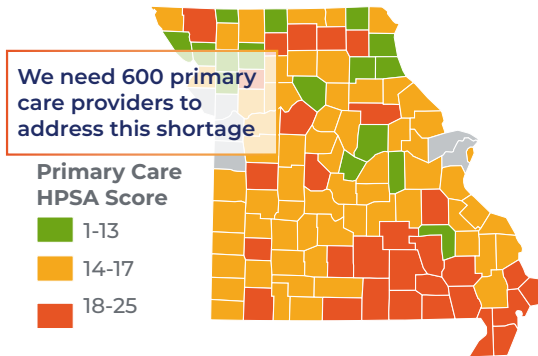 We need 600 primary
care providers to
address this shortage
Primary Care
HPSA Score
1-13
14-17
18-25